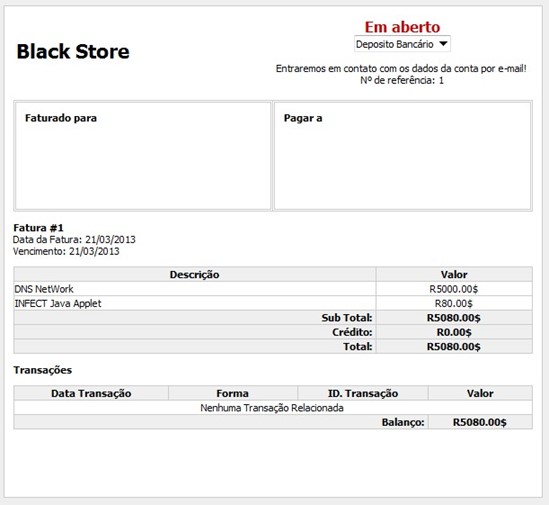 Black Store
Em aberto
Deposito Bancário
Entraremos em contato com os dados da conta por e-mail!
Nº de referência: 1
Faturado para
Pagar a
Fatura #1
Data da Fatura: 21/03/2013
Vencimento: 21/03/2013
Descrição Valor
DNS NetWork R5000.00$
INFECT Java Applet R80.00$
Sub Total: R5080.00$
Crédito: R0.00$
Total: R5080.00$
Transações
Data Transação Forma ID. Transação Valor
Nenhuma Transação Relacionada
Balanço: R5080.00$